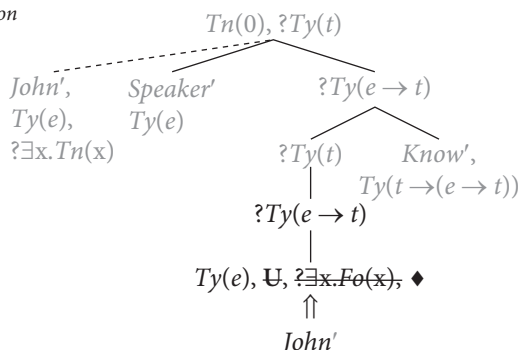 on
Tn(0), ?Ty(t)
John′, Speaker′ ?Ty(e → t)
Ty(e), Ty(e)
?∃x.Tn(x)
?Ty(t) Know′,
Ty(t →(e → t))
?Ty(e → t)
Ty(e), U, ?∃x.Fo(x), ♦
⇑
John′